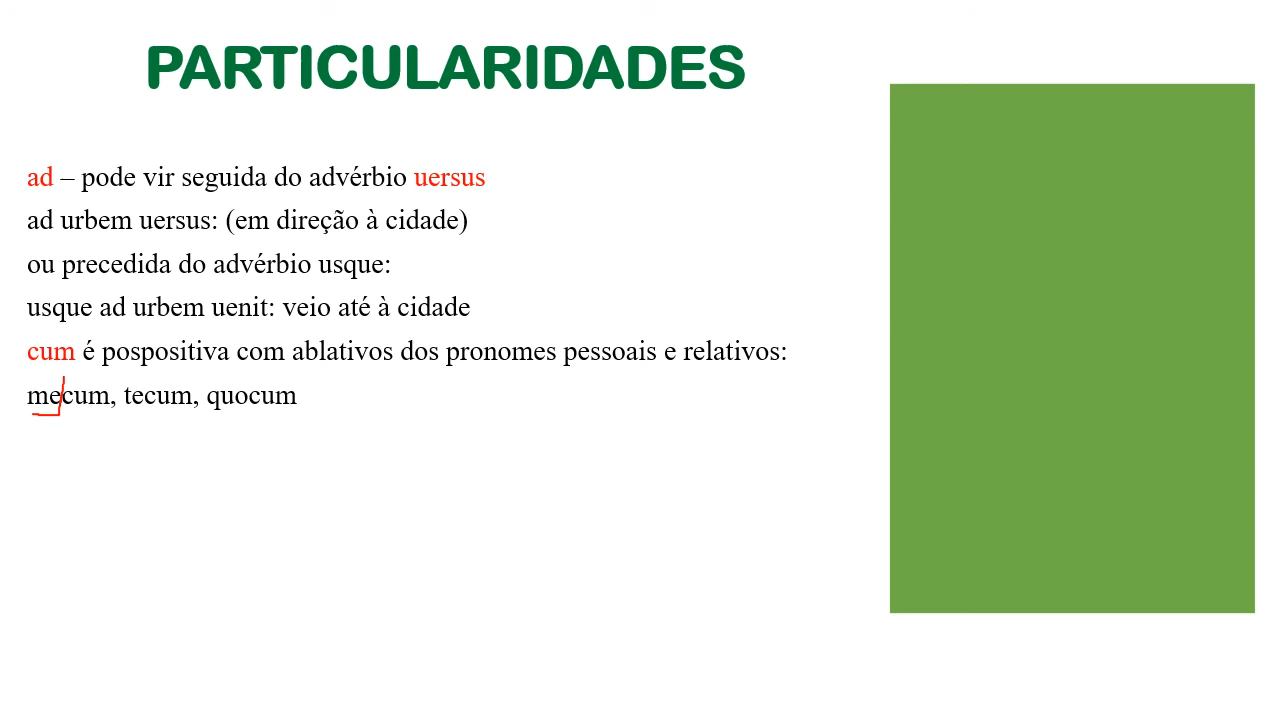 PARTICULARIDADES
ad – pode vir seguida do advérbio uersus
ad urbem uersus: (em direção à cidade)
ou precedida do advérbio usque:
usque ad urbem uenit: veio até à cidade
cum é pospositiva com ablativos dos pronomes pessoais e relativos:
mecum, tecum, quocum